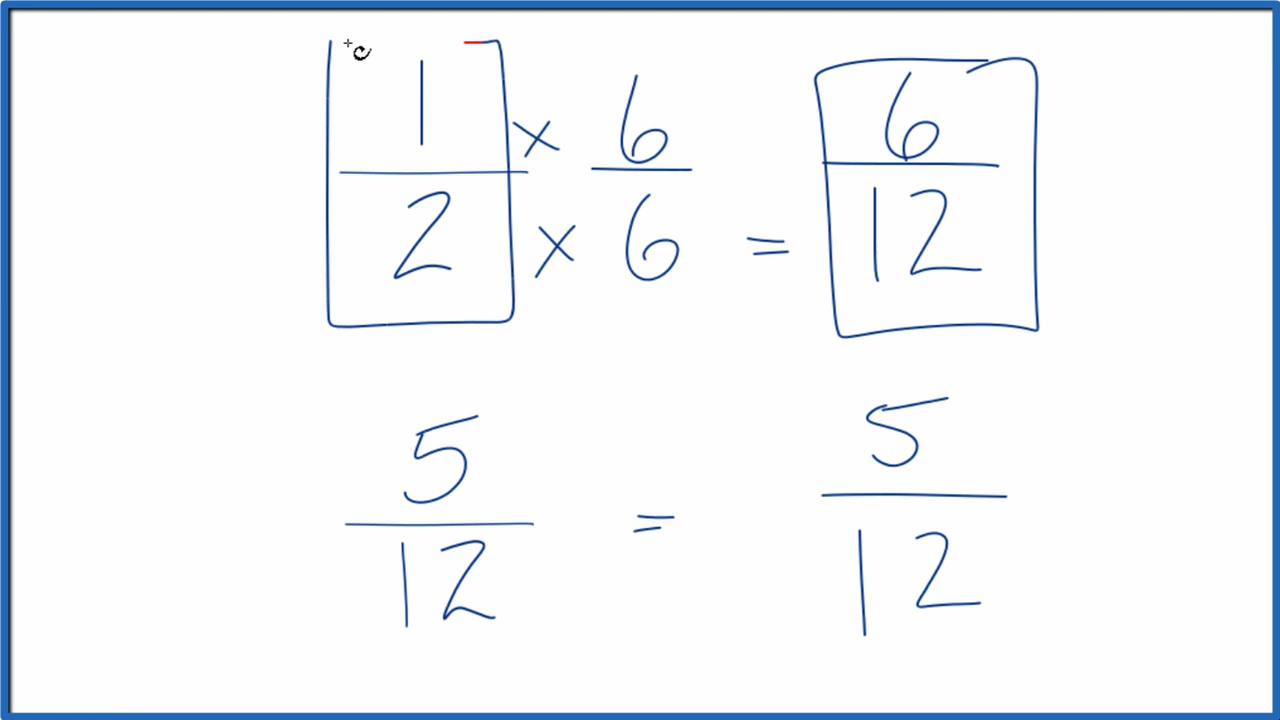 1/2 × 6/× 6 = 6/12
5/12 = 5/12